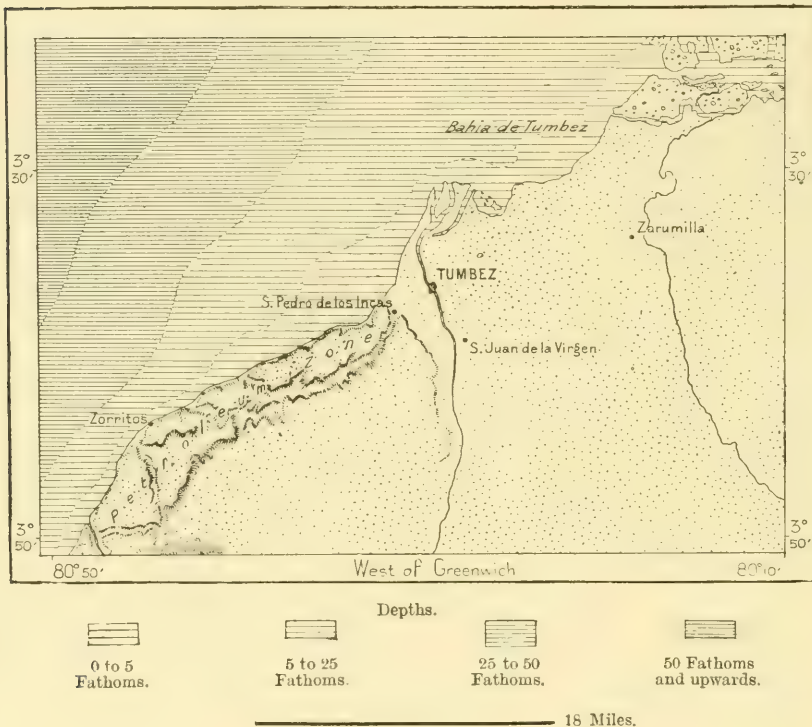 Bahia de Tumbez
3°
30′
3°
30′
Zarumilla
TUMBEZ
S. Pedro de los Incas
S. Juan de la Virgen
Zorritos
Petroleum Zone
3°
50′
3°
50′
80°50′
West of Greenwich
80°10′
Depths.
0 to 5
Fathoms.
5 to 25
Fathoms.
25 to 50
Fathoms.
50 Fathoms
and upwards.
18 Miles.